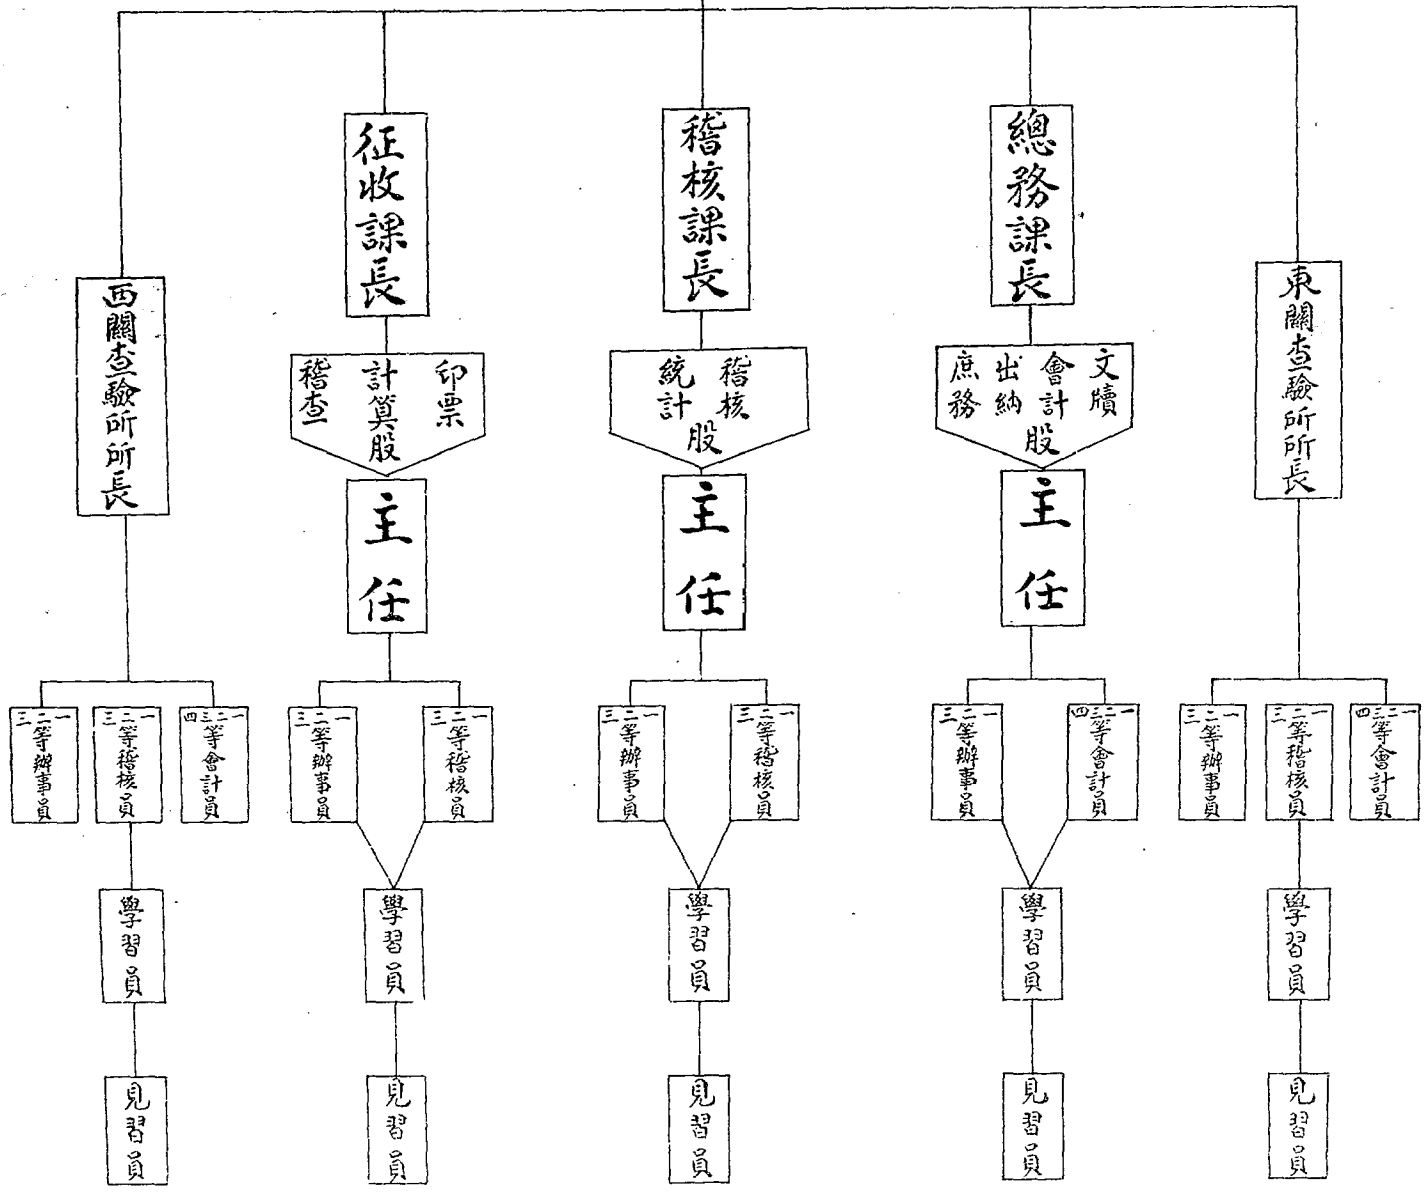 東關查驗所所長
總務課長
稽核課長
征收課長
西關查驗所所長
文牘
會計
出納
庶務
股
稽核
統計
股
印票
計算股
稽查
主任
主任
主任
一二三四等會計員
一二三等稽核員
一二三等辦事員
一二三四等會計員
一二三等辦事員
一二三等稽核員
一二三等辦事員
一二三等稽核員
一二三等辦事員
一二三四等會計員
一二三等稽核員
一二三等辦事員
學習員
學習員
學習員
學習員
學習員
見習員
見習員
見習員
見習員
見習員